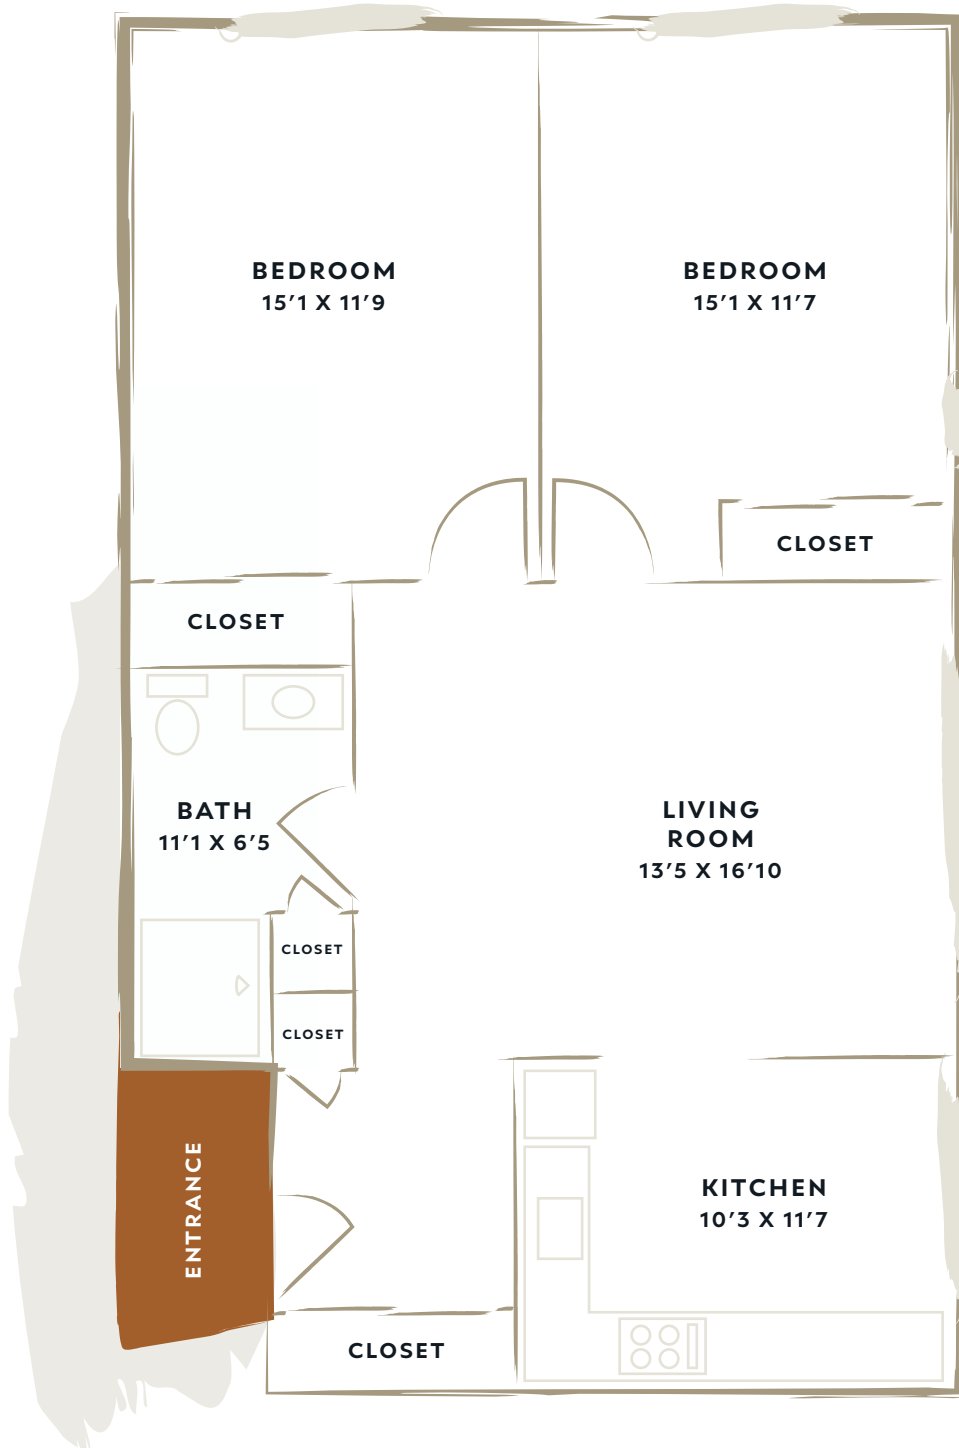 BEDROOM
15’1 X 11’9
BEDROOM
15’1 X 11’7
CLOSET
CLOSET
BATH
11’1 X 6’5
LIVING
ROOM
13’5 X 16’10
CLOSET
CLOSET
ENTRANCE
KITCHEN
10’3 X 11’7
CLOSET